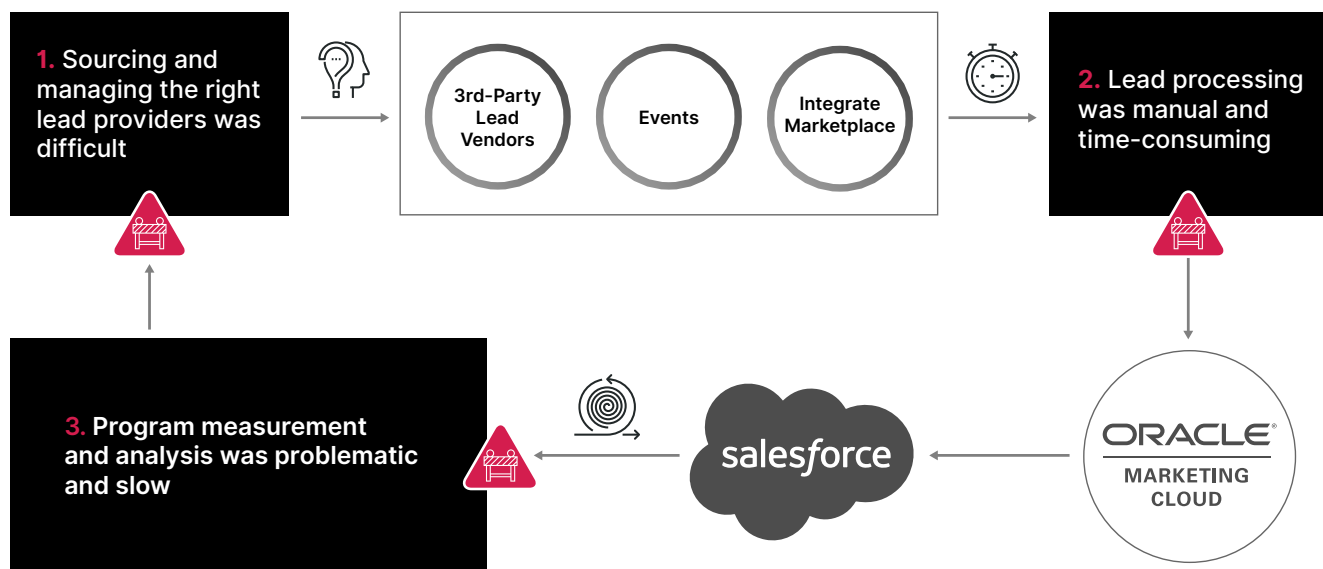 1. Sourcing and
managing the right
lead providers was
difficult
3rd-Party
Lead
Vendors
Events
Integrate
Marketplace
2. Lead processing
was manual and
time-consuming
3. Program measurement
and analysis was problematic
and slow
salesforce
ORACLE®
MARKETING
CLOUD